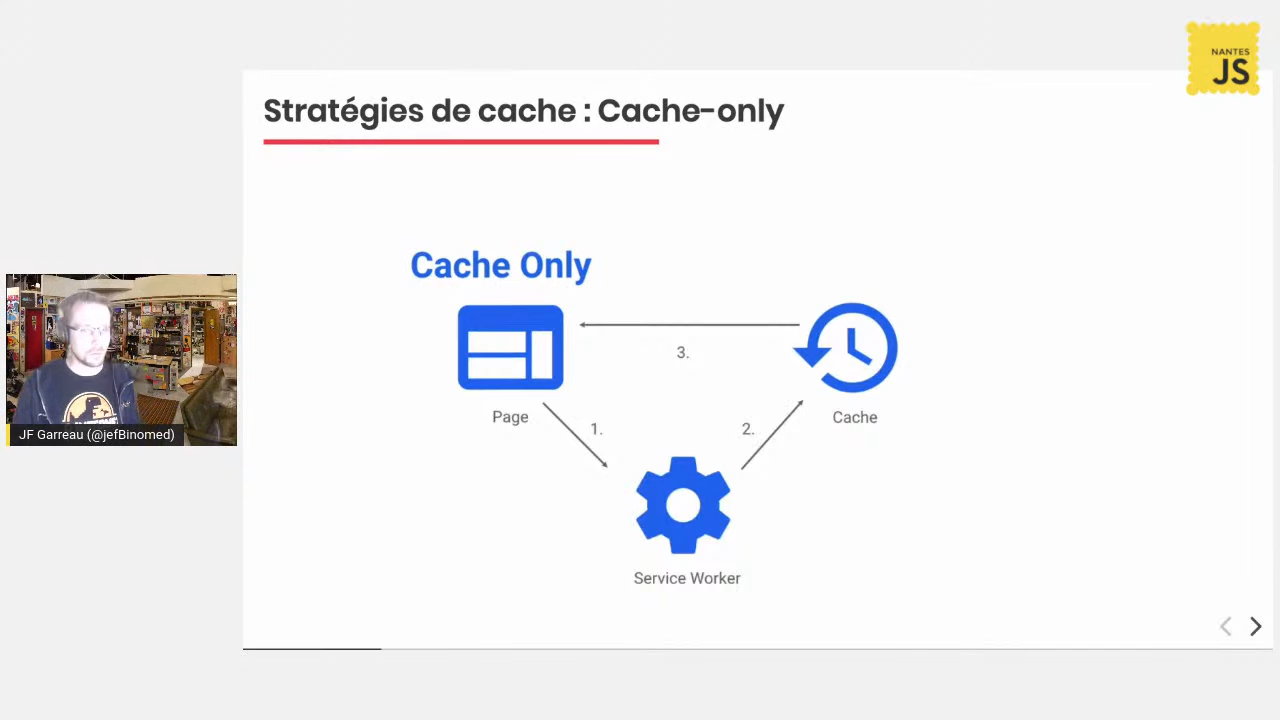 NANTES
JS
Stratégies de cache : Cache-only
Cache Only
3.
Page
1.
2.
Cache
Service Worker
JF Garreau (@jefBinomed)